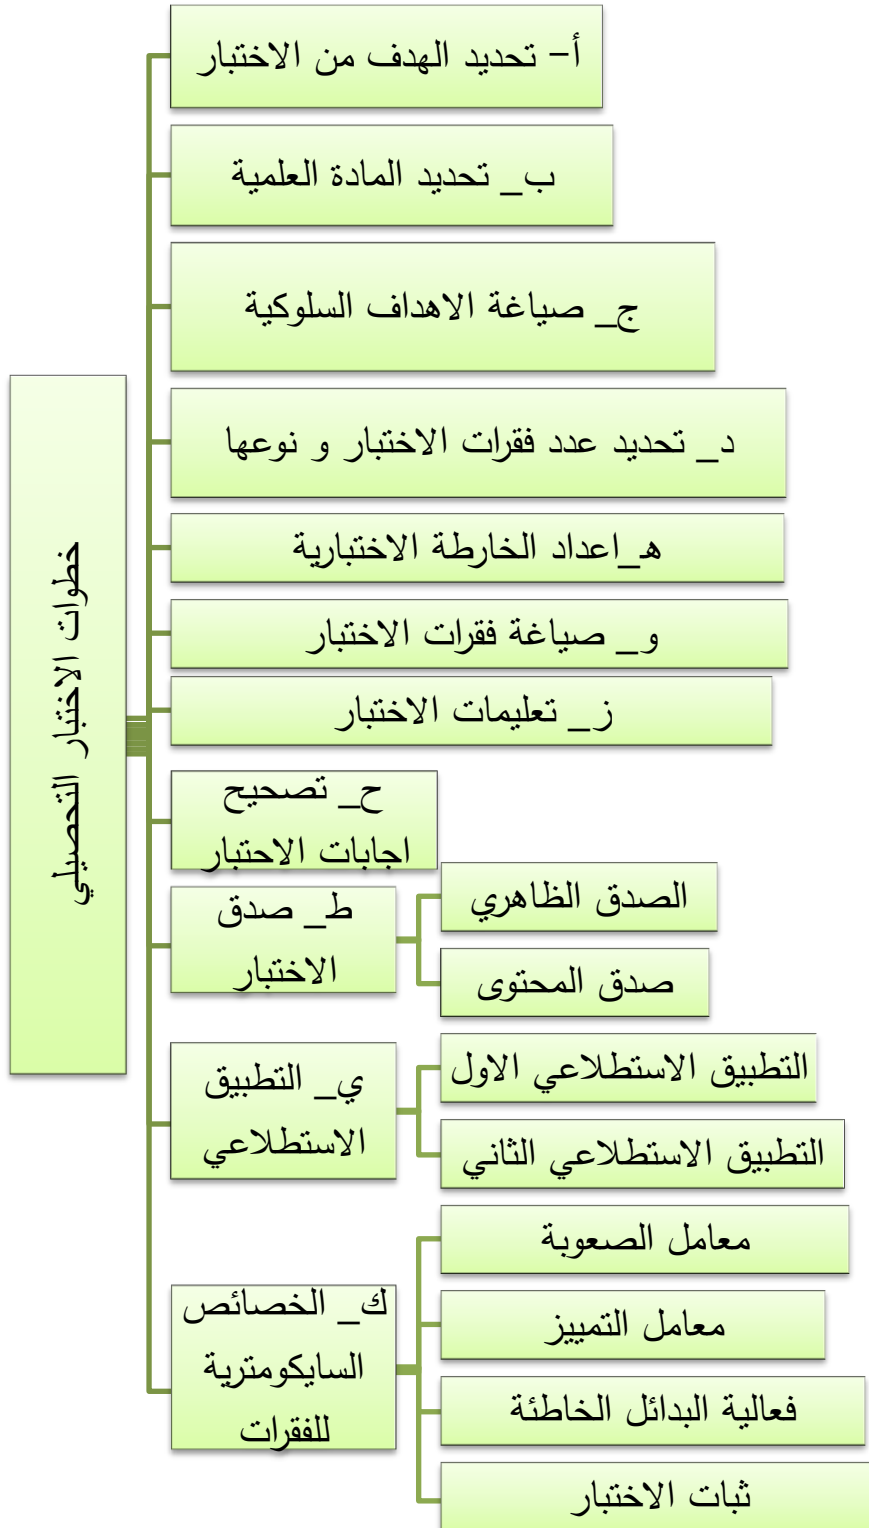 خطوات الاختبار التحصيلي
أ– تحديد الهدف من الاختبار
ب_ تحديد المادة العلمية
ج_ صياغة الاهداف السلوكية
د_ تحديد عدد فقرات الاختبار و نوعها
هـ_اعداد الخارطة الاختبارية
و_ صياغة فقرات الاختبار
ز_ تعليمات الاختبار
ح_ تصحيح
اجابات الاحتبار
ط_ صدق
الاختبار
الصدق الظاهري
صدق المحتوى
ي_ التطبيق
الاستطلاعي
التطبيق الاستطلاعي الاول
التطبيق الاستطلاعي الثاني
ك_ الخصائص
السايكومترية
للفقرات
معامل الصعوبة
معامل التمييز
فعالية البدائل الخاطئة
ثبات الاختبار